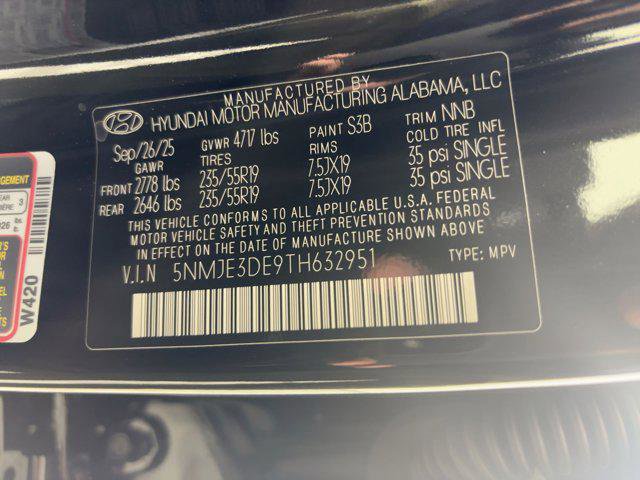 MANUFACTURED BY
HYUNDAI MOTOR MANUFACTURING ALABAMA, LLC
Sep/26/25 GVWR 4717 lbs PAINT S3B TRIM NNB
GAWR TIRES RIMS COLD TIRE INFL
FRONT 2778 lbs 235/55R19 7.5JX19 35 psi SINGLE
REAR 2646 lbs 235/55R19 7.5JX19 35 psi SINGLE
THIS VEHICLE CONFORMS TO ALL APPLICABLE U.S.A. FEDERAL
MOTOR VEHICLE SAFETY AND THEFT PREVENTION STANDARDS
IN EFFECT ON THE DATE OF MANUFACTURE SHOWN ABOVE
V.I.N 5NMJE3DE9TH632951 TYPE: MPV
W420